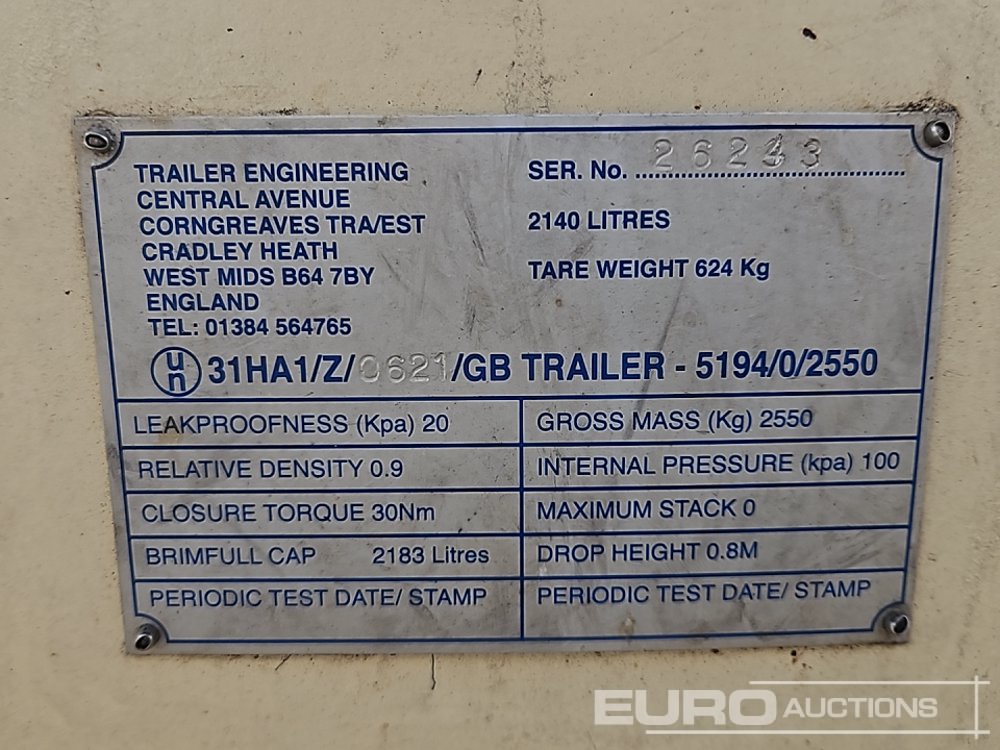 TRAILER ENGINEERING
CENTRAL AVENUE
CORNGREAVES TRA/EST
CRADLEY HEATH
WEST MIDS B64 7BY
ENGLAND
TEL: 01384 564765
SER. No. 26243
2140 LITRES
TARE WEIGHT 624 Kg
un 31HA1/Z/0621/GB TRAILER - 5194/0/2550
LEAKPROOFNESS (Kpa) 20
GROSS MASS (Kg) 2550
RELATIVE DENSITY 0.9
INTERNAL PRESSURE (kpa) 100
CLOSURE TORQUE 30Nm
MAXIMUM STACK 0
BRIMFULL CAP 2183 Litres
DROP HEIGHT 0.8M
PERIODIC TEST DATE/ STAMP
PERIODIC TEST DATE/ STAMP
EURO AUCTIONS